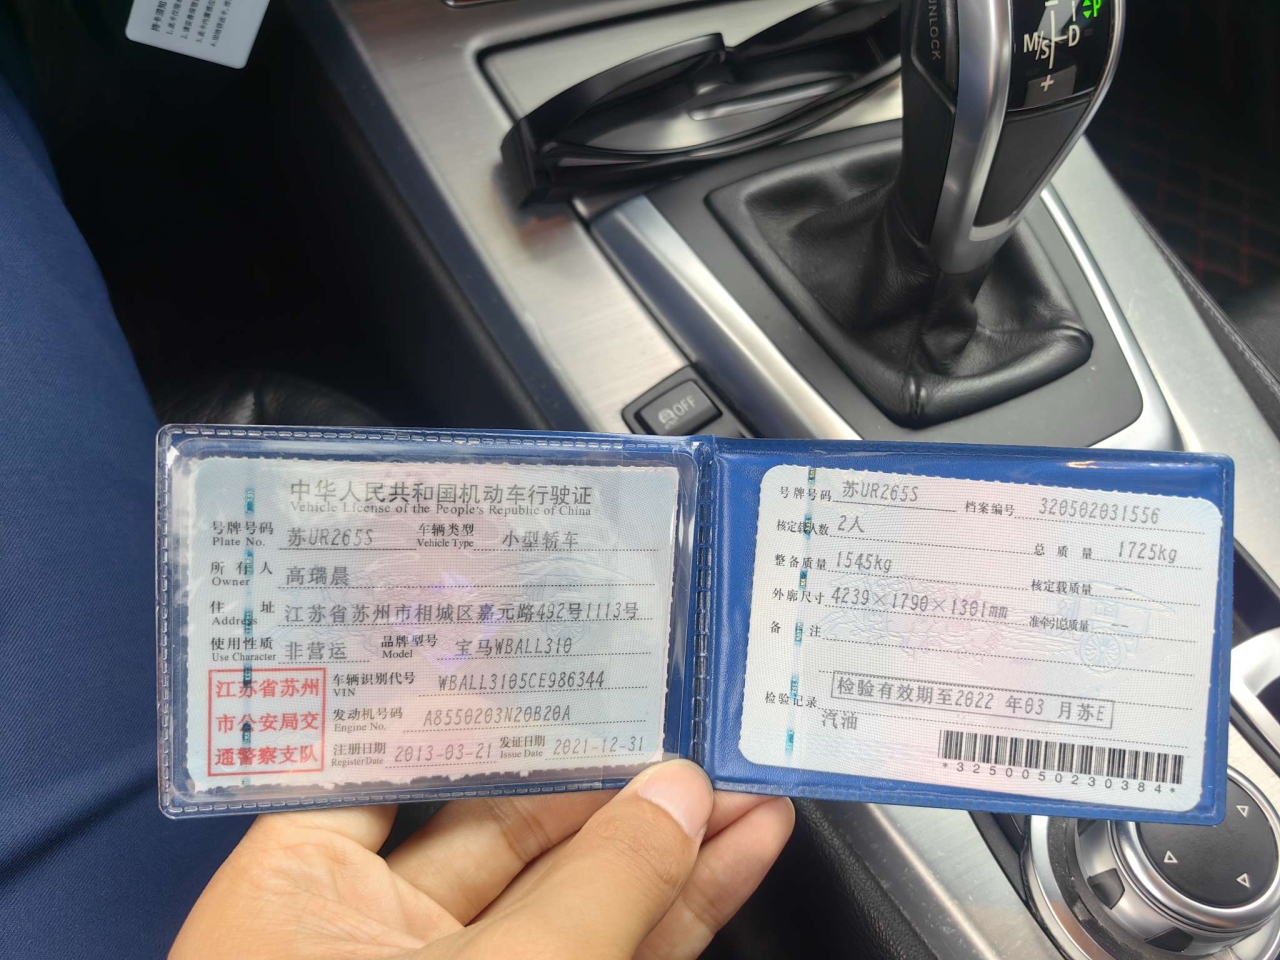 持卡须知
UNLOCK
P
M/S D
+
OFF
中华人民共和国机动车行驶证
Vehicle License of the People's Republic of China
号牌号码 苏UR265S 车辆类型 小型轿车
Plate No. Vehicle Type
所有人 高瑞晨
Owner
住址 江苏省苏州市相城区嘉元路492号1113号
Address
使用性质 非营运 品牌型号 宝马WBALL310
Use Character Model
江苏省苏州
市公安局交
通警察支队
车辆识别代号 WBALL3105CE986344
VIN
发动机号码 A8550203N20B20A
Engine No.
注册日期 2013-03-21 发证日期 2021-12-31
Register Date Issue Date
号牌号码 苏UR265S 档案编号 320502031556
核定载人数 2人 总质量 1725kg
整备质量 1545kg 核定载质量 --
外廓尺寸 4239×1790×1301mm 准牵引总质量 --
备注
检验记录 检验有效期至2022年03月苏E
汽油
*3250050230384*